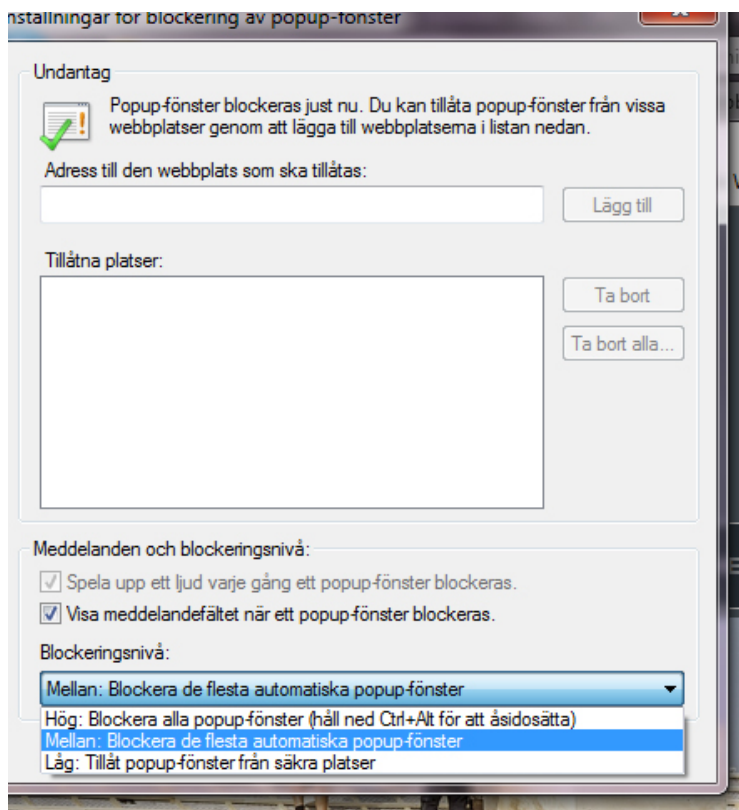 nställningar för blockering av popup-fönster
Undantag
Popup-fönster blockeras just nu. Du kan tillåta popup-fönster från vissa
webbplatser genom att lägga till webbplatserna i listan nedan.
Adress till den webbplats som ska tillåtas:
Lägg till
Tillåtna platser:
Ta bort
Ta bort alla...
Meddelanden och blockeringsnivå:
Spela upp ett ljud varje gång ett popup-fönster blockeras.
Visa meddelandefältet när ett popup-fönster blockeras.
Blockeringsnivå:
Mellan: Blockera de flesta automatiska popup-fönster
Hög: Blockera alla popup-fönster (håll ned Ctrl+Alt för att åsidosätta)
Mellan: Blockera de flesta automatiska popup-fönster
Låg: Tillåt popup-fönster från säkra platser